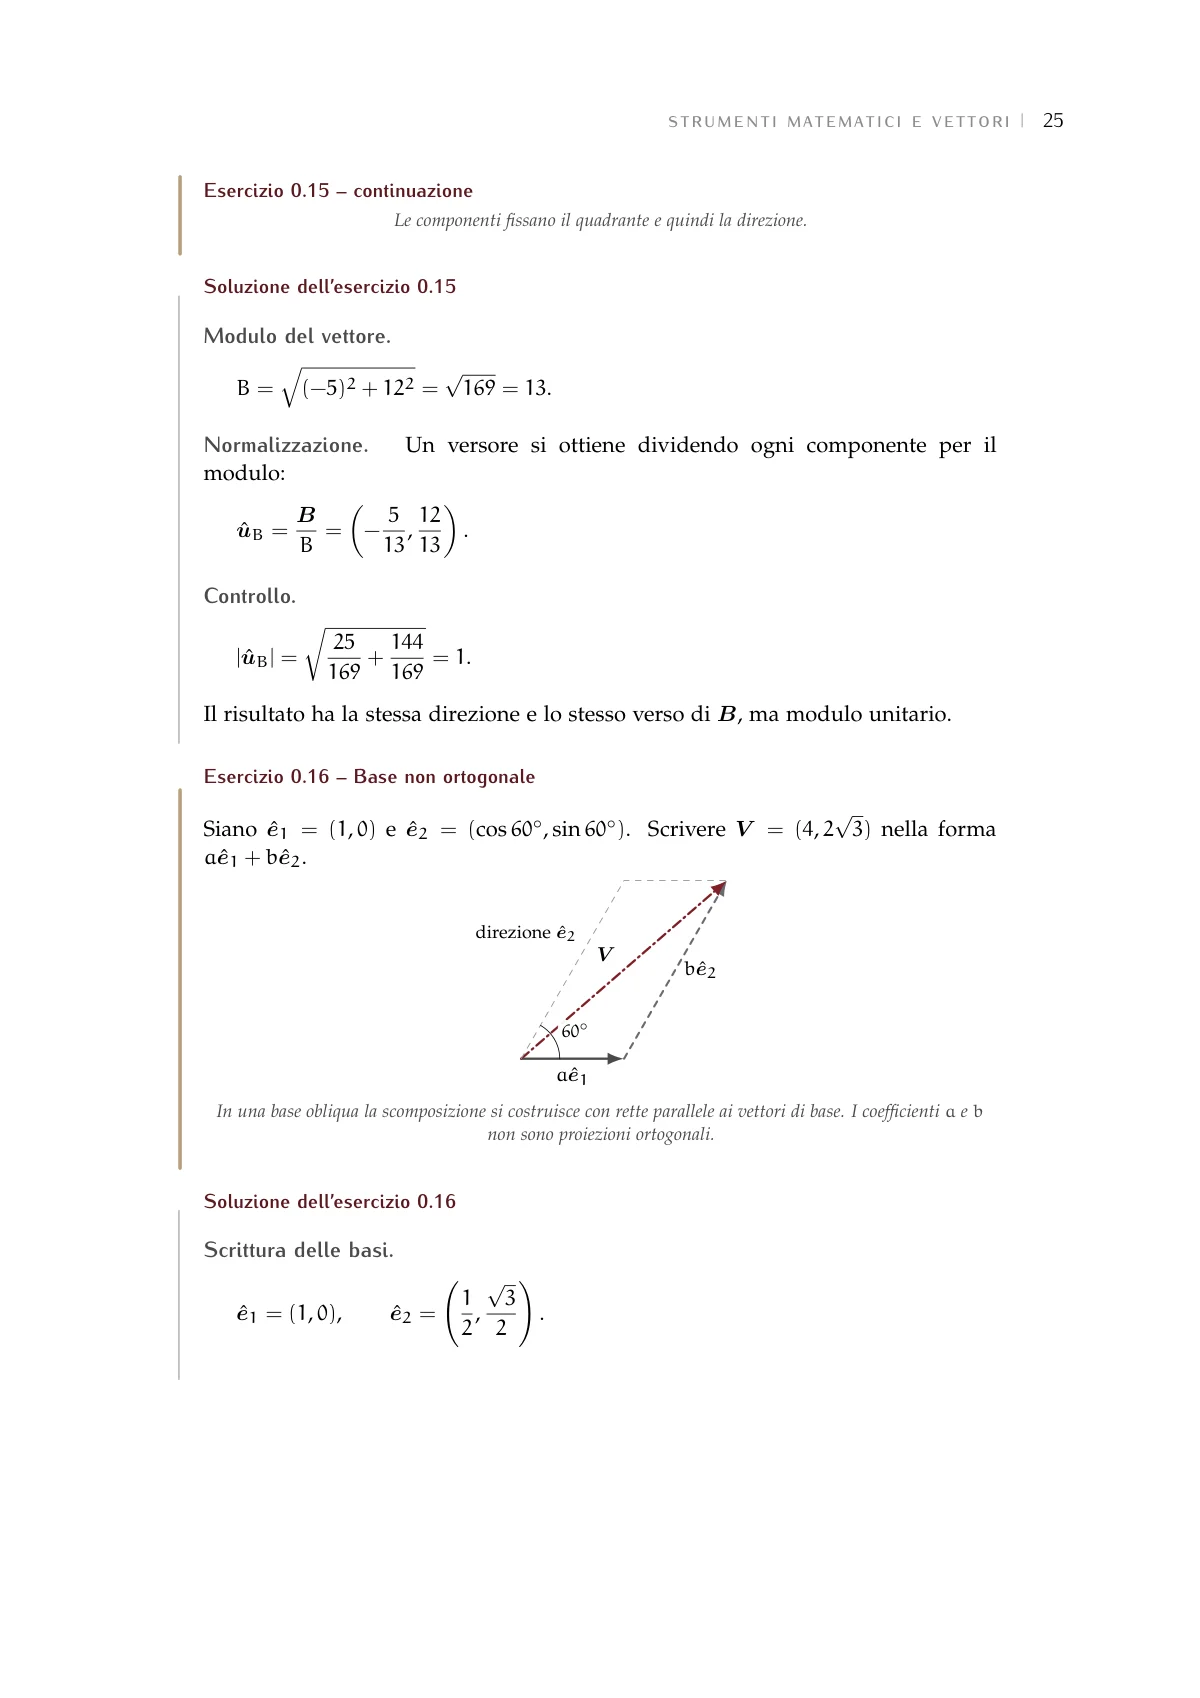 STRUMENTI MATEMATICI E VETTORI | 25
Esercizio 0.15 – continuazione
Le componenti fissano il quadrante e quindi la direzione.
Soluzione dell'esercizio 0.15
Modulo del vettore.
B = √((−5)² + 12²) = √169 = 13.
Normalizzazione. Un versore si ottiene dividendo ogni componente per il
modulo:
û_B = B/B = (−5/13, 12/13).
Controllo.
|û_B| = √(25/169 + 144/169) = 1.
Il risultato ha la stessa direzione e lo stesso verso di B, ma modulo unitario.
Esercizio 0.16 – Base non ortogonale
Siano ê₁ = (1, 0) e ê₂ = (cos 60°, sin 60°). Scrivere V = (4, 2√3) nella forma
aê₁ + bê₂.
direzione ê₂
V
bê₂
60°
aê₁
In una base obliqua la scomposizione si costruisce con rette parallele ai vettori di base. I coefficienti a e b
non sono proiezioni ortogonali.
Soluzione dell'esercizio 0.16
Scrittura delle basi.
ê₁ = (1, 0), ê₂ = (1/2, √3/2).